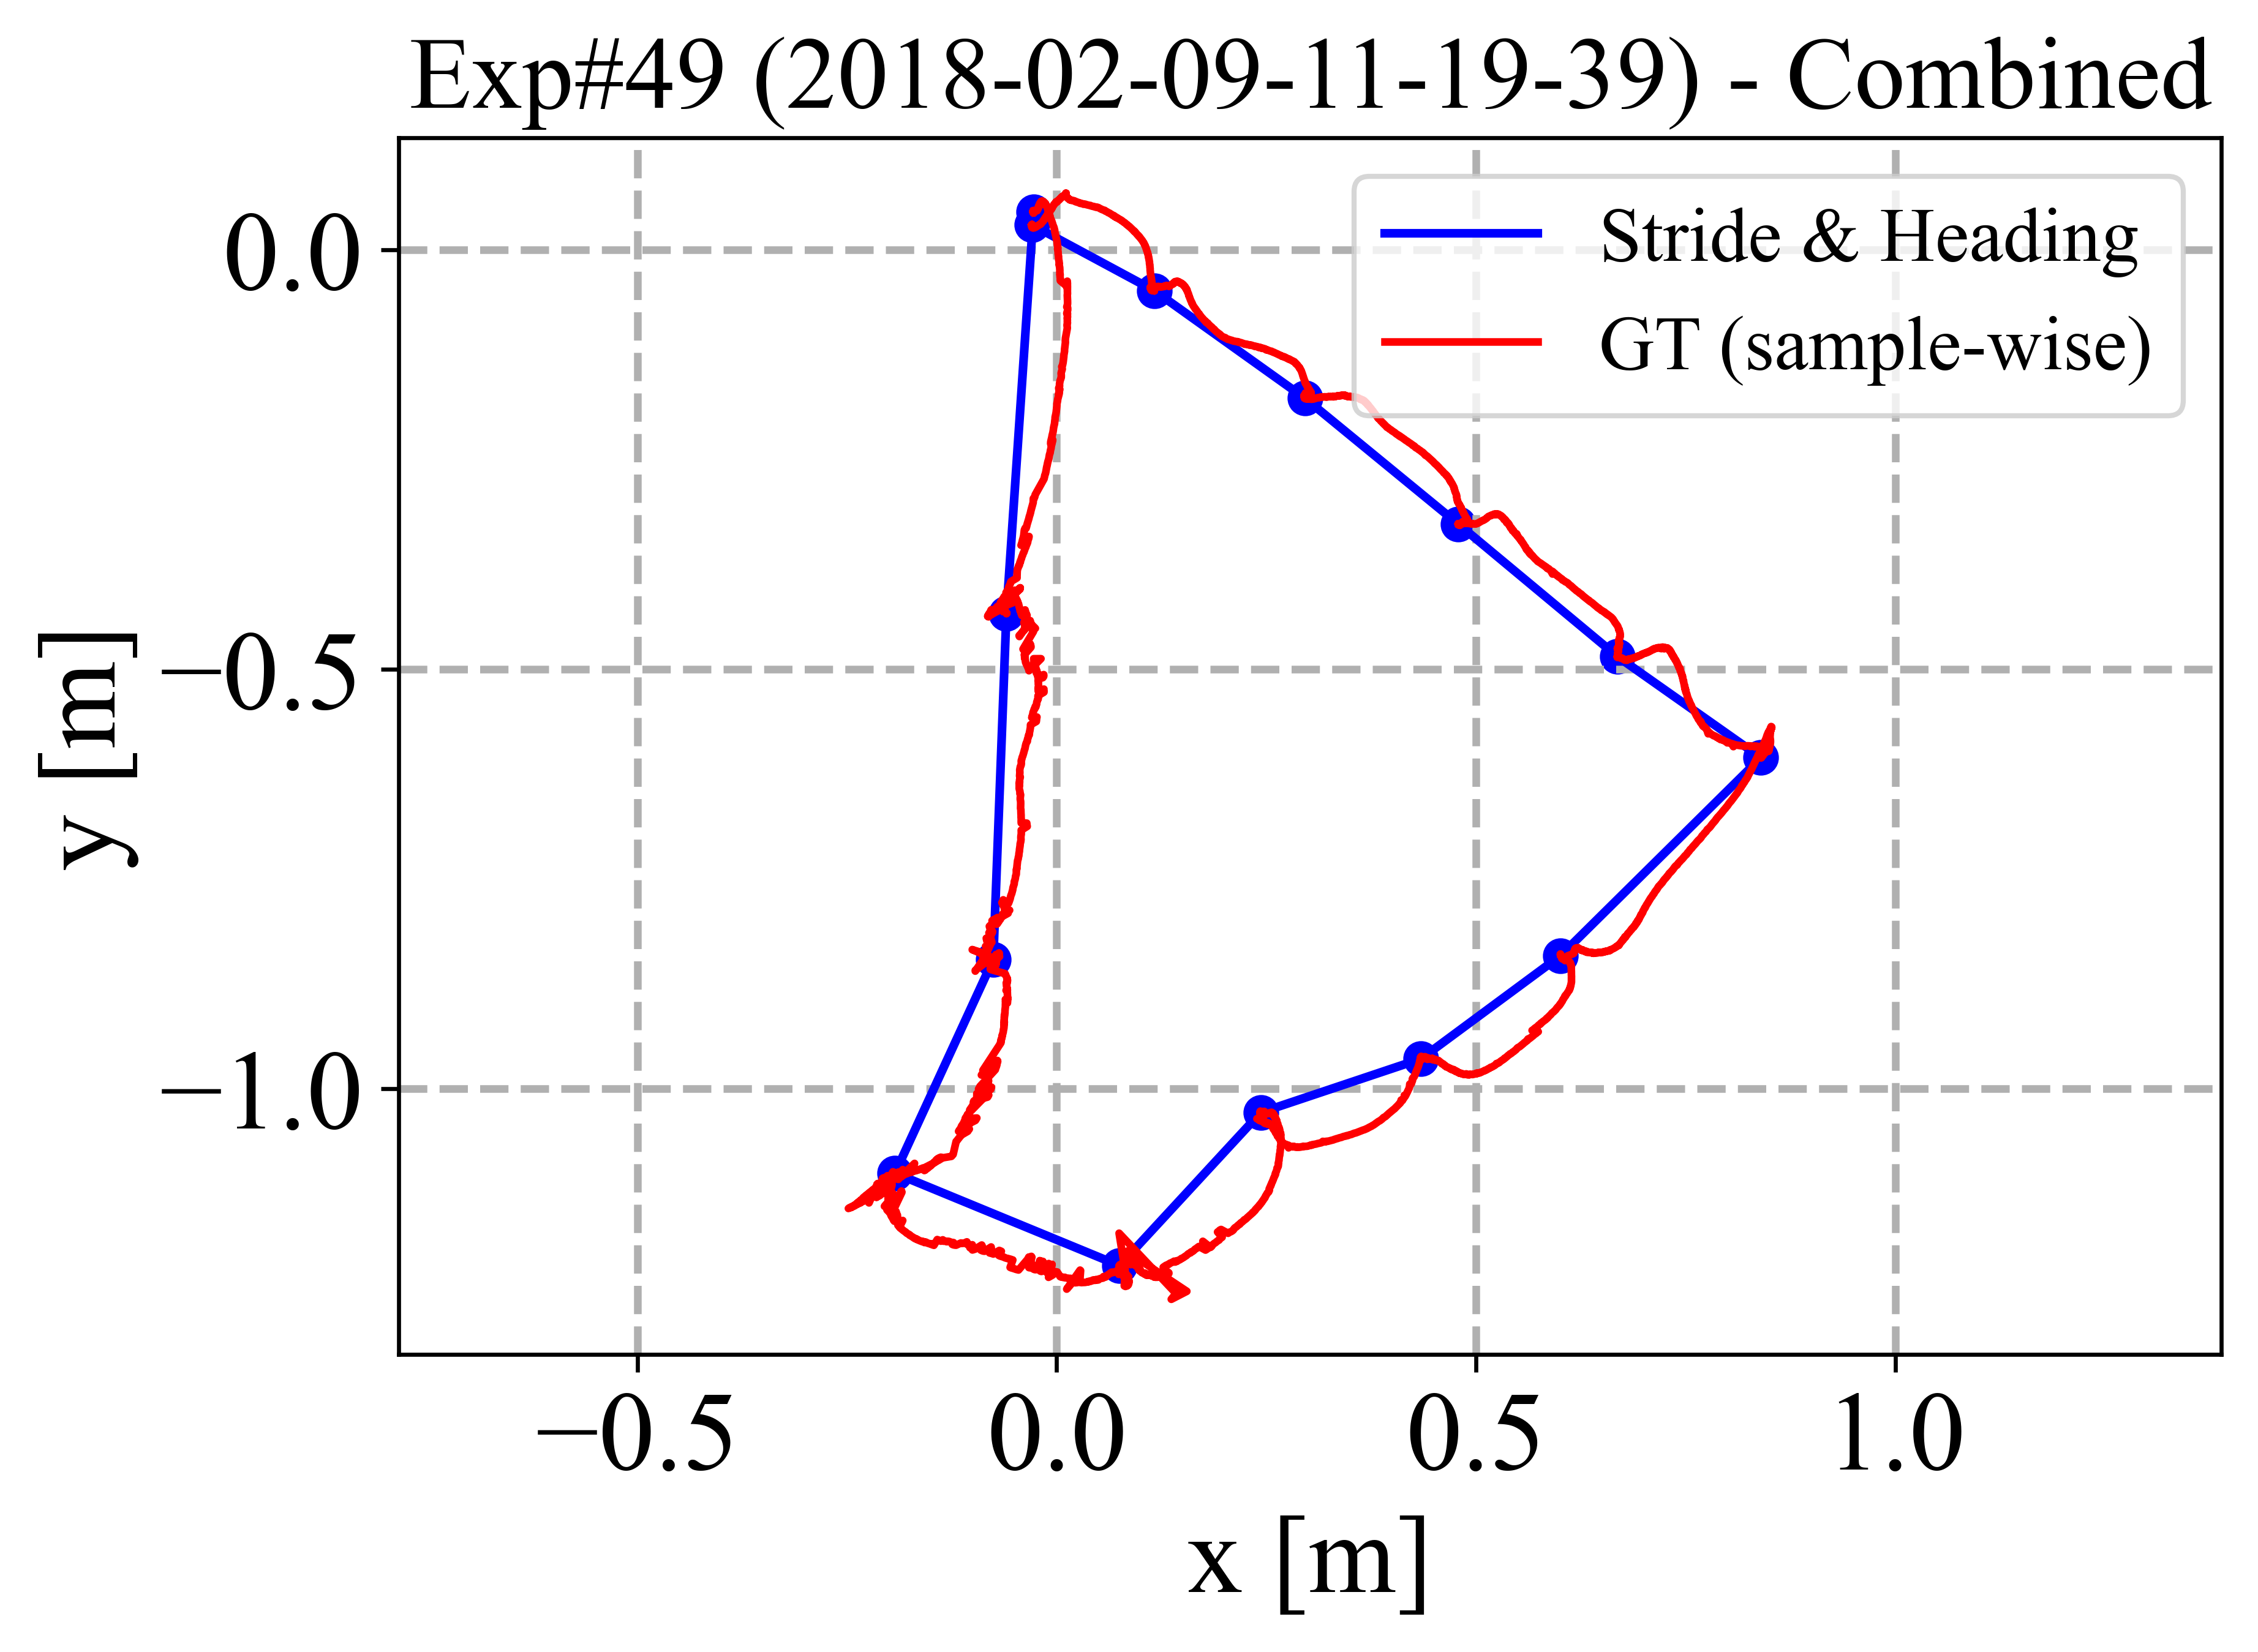 Exp#49 (2018-02-09-11-19-39) - Combined
Stride & Heading
GT (sample-wise)
0.0
−0.5
−1.0
y [m]
−0.5 0.0 0.5 1.0
x [m]